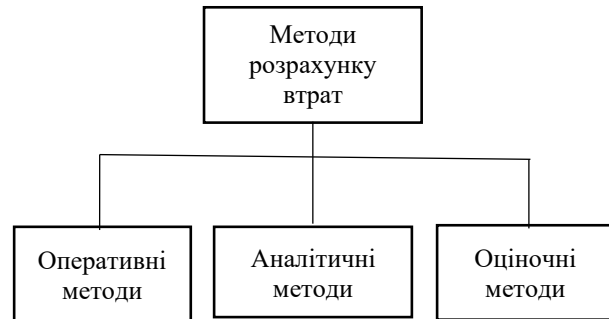 Методи
розрахунку
втрат
Оперативні
методи
Аналітичні
методи
Оціночні
методи